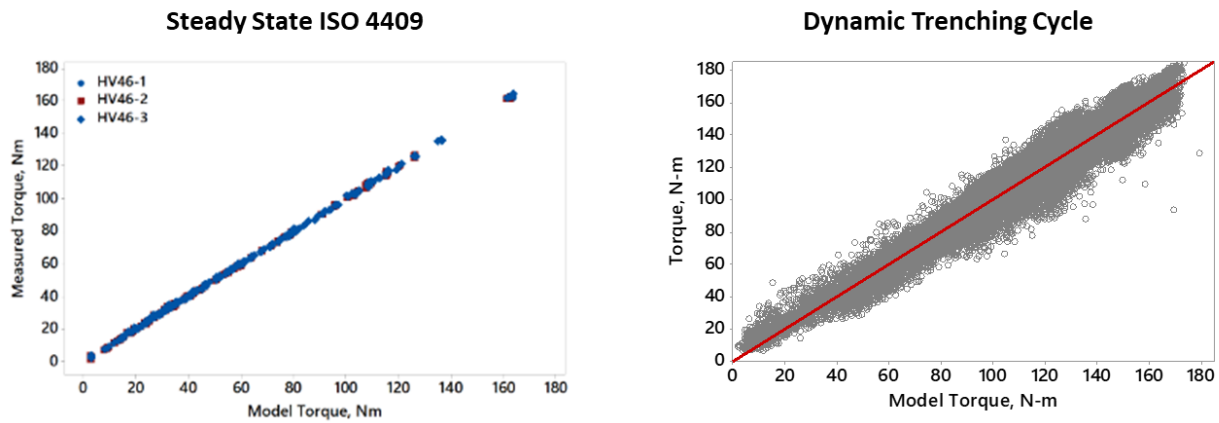 Steady State ISO 4409
Dynamic Trenching Cycle
180
160
140
120
100
80
60
40
20
0
Measured Torque, Nm
HV46-1
HV46-2
HV46-3
0 20 40 60 80 100 120 140 160 180
Model Torque, Nm
180
160
140
120
100
80
60
40
20
0
Torque, N-m
0 20 40 60 80 100 120 140 160 180
Model Torque, N-m